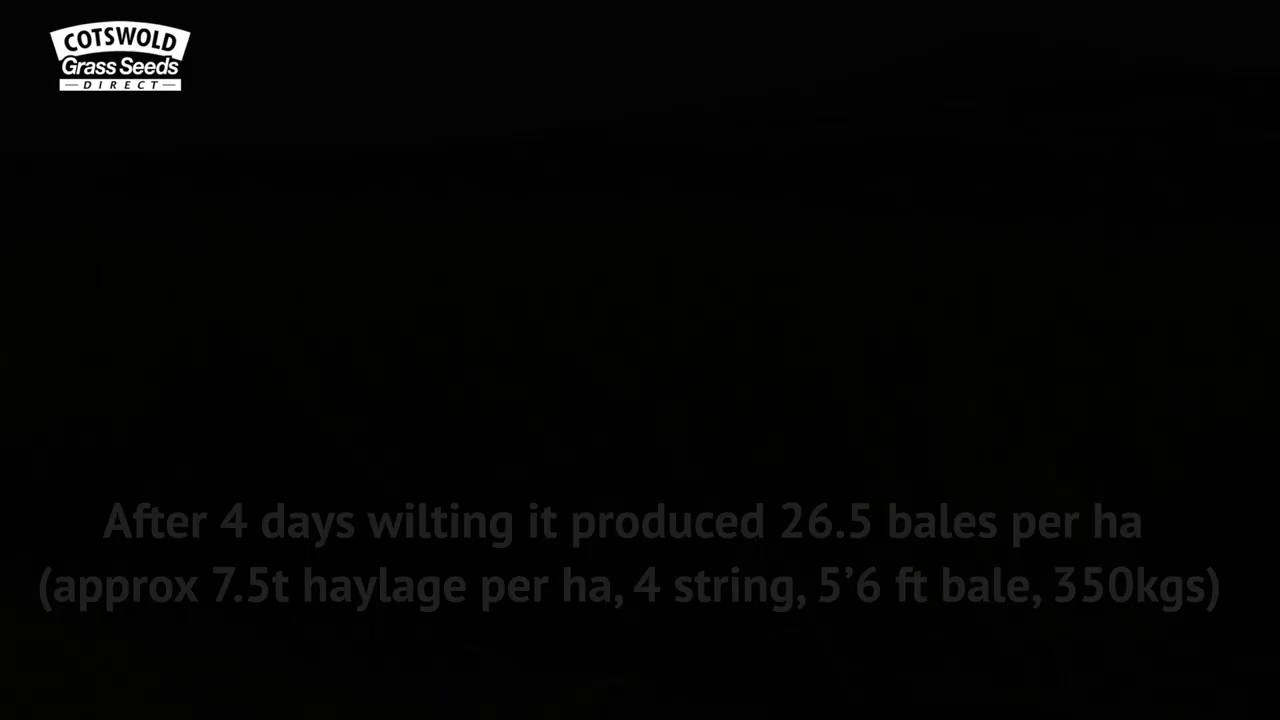 COTSWOLD
Grass Seeds
DIRECT
After 4 days wilting it produced 26.5 bales per ha
(approx 7.5t haylage per ha, 4 string, 5’6 ft bale, 350kgs)